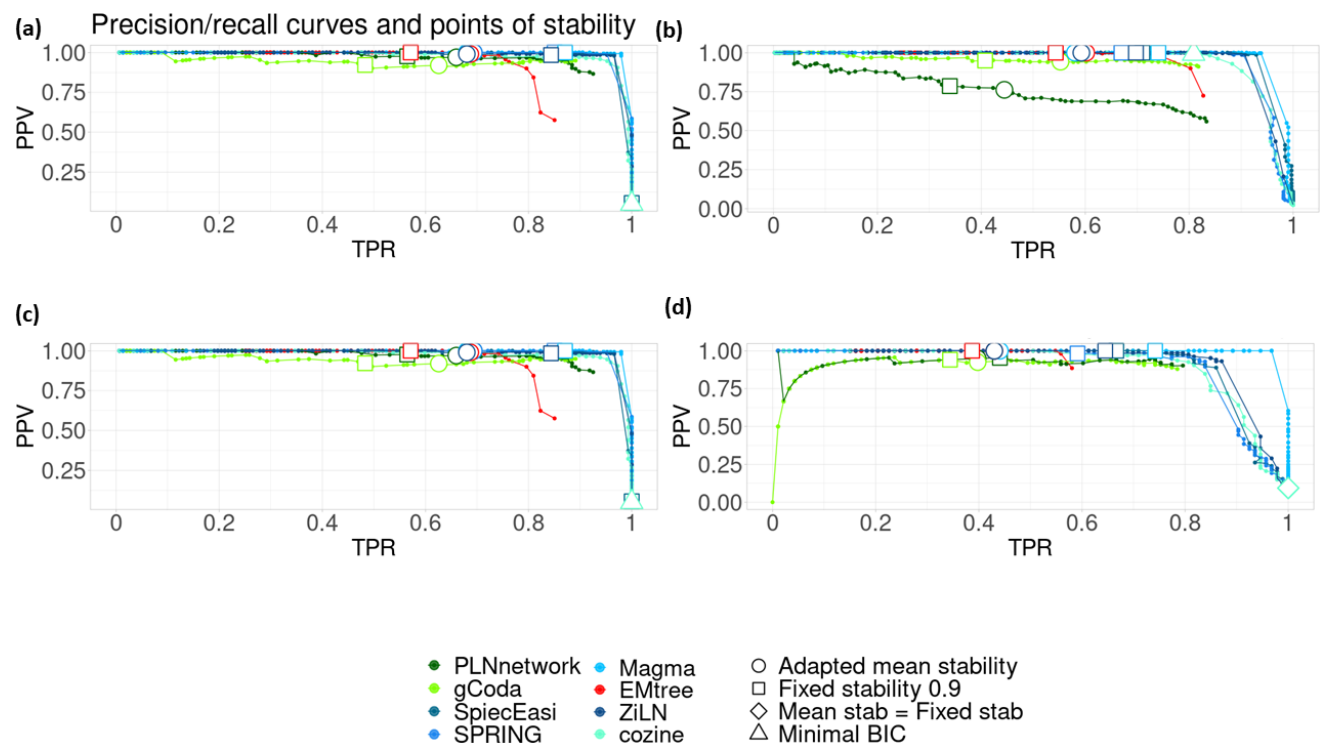 (a) Precision/recall curves and points of stability (b)
1.00
0.75
0.50
0.25
PPV
0 0.2 0.4 0.6 0.8 1
TPR
1.00
0.75
0.50
0.25
0.00
PPV
0 0.2 0.4 0.6 0.8 1
TPR
(c)
1.00
0.75
0.50
0.25
PPV
0 0.2 0.4 0.6 0.8 1
TPR
(d)
1.00
0.75
0.50
0.25
0.00
PPV
0 0.2 0.4 0.6 0.8 1
TPR
PLNnetwork Magma Adapted mean stability
gCoda EMtree Fixed stability 0.9
SpiecEasi ZiLN Mean stab = Fixed stab
SPRING cozine Minimal BIC